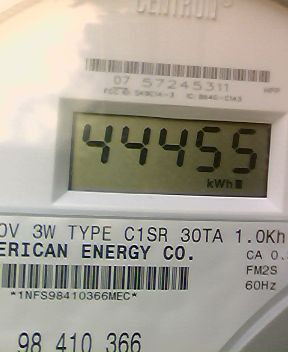 CENTRON®
07 57245311
44455
kWh
0V 3W TYPE C1SR 30TA 1.0Kh
ERICAN ENERGY CO.
CA 0.
FM2S
*1NFS98410366MEC*
60Hz
98 410 366